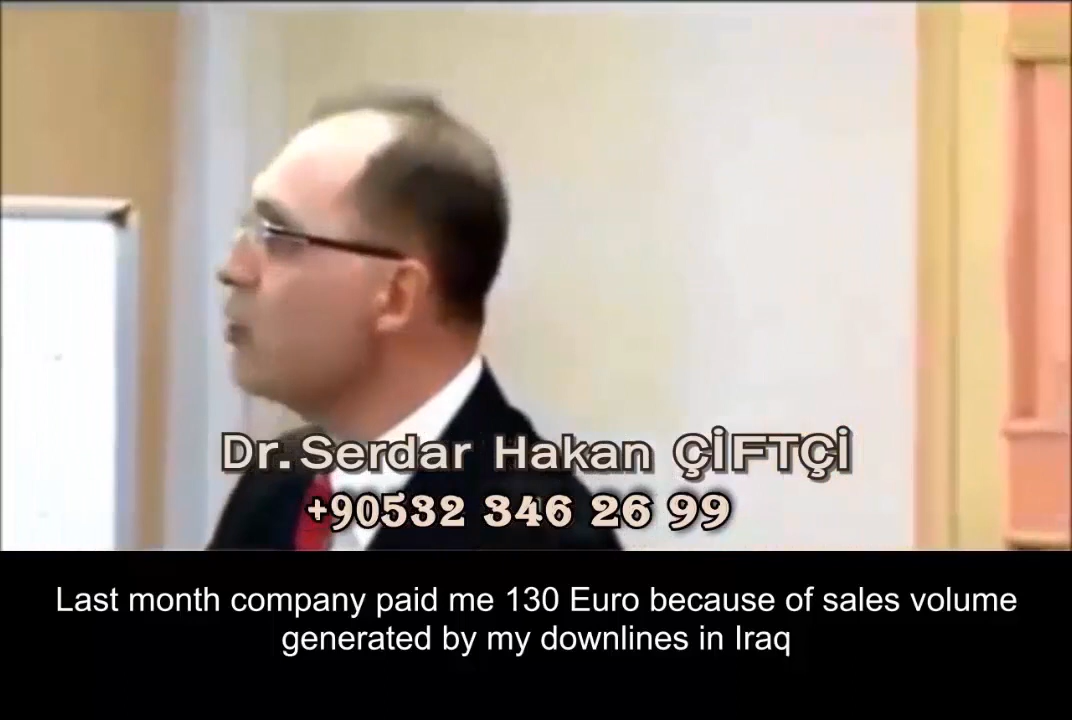 Dr. Serdar Hakan ÇİFTÇİ
+90532 346 26 99
Last month company paid me 130 Euro because of sales volume
generated by my downlines in Iraq